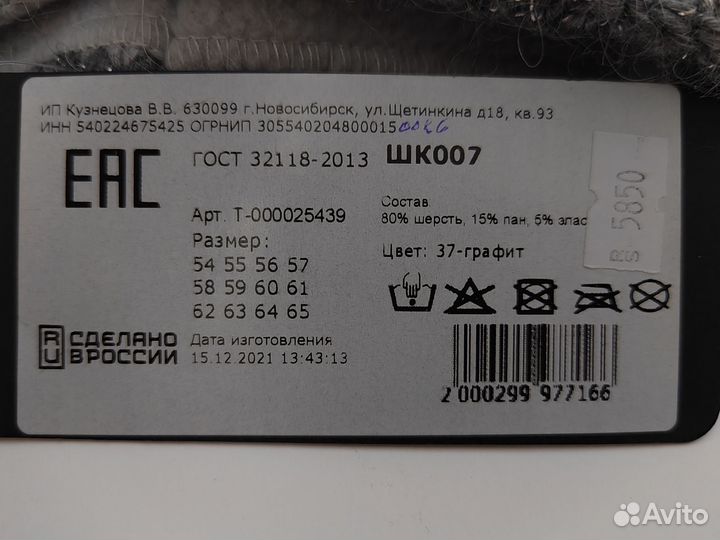 ИП Кузнецова В.В. 630099 г.Новосибирск, ул.Щетинкина д18, кв.93
ИНН 540224675425 ОГРНИП 305540204800015
EAC
ГОСТ 32118-2013 ШК007
Арт. Т-000025439
Размер:
54 55 56 57
58 59 60 61
62 63 64 65
Состав
80% шерсть, 15% пан, 5% элас
Цвет: 37-графит
5850
RU СДЕЛАНО
В РОССИИ
Дата изготовления
15.12.2021 13:43:13
2 000299 977166
Avito